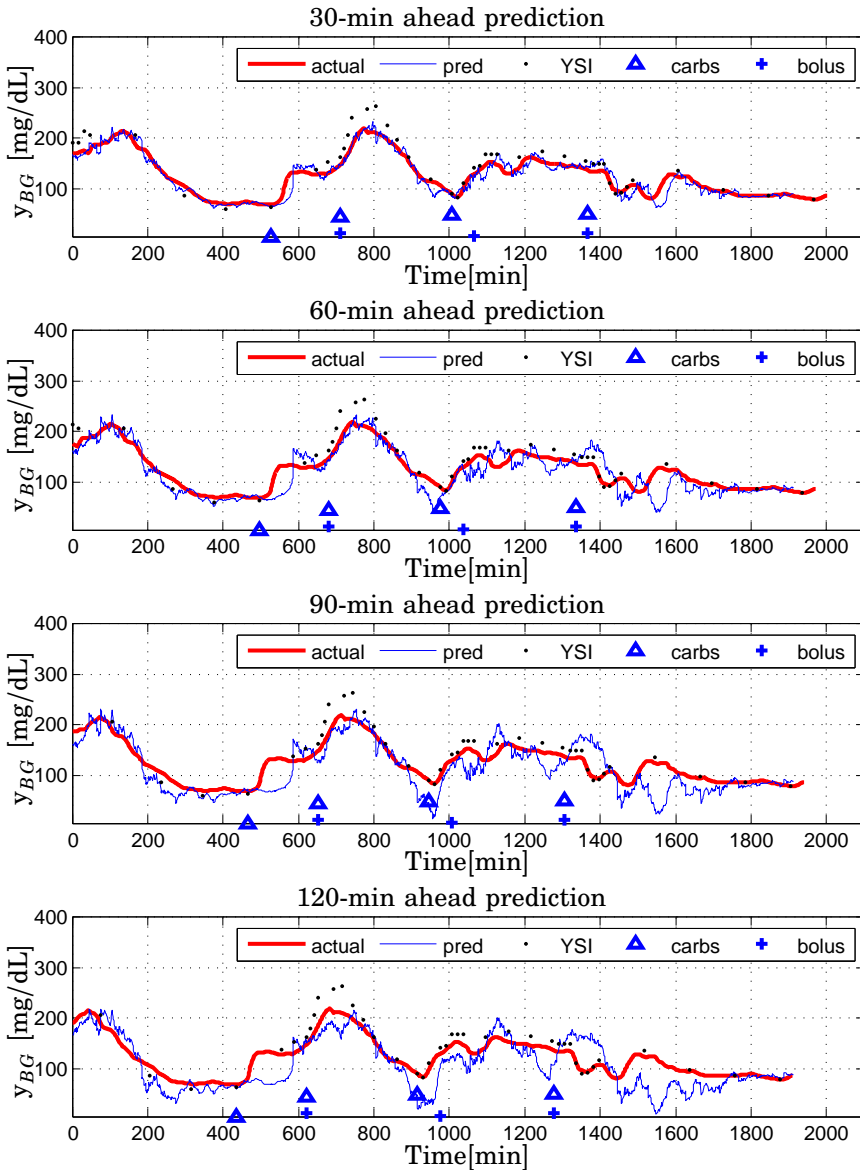 30-min ahead prediction
400
300
200
100
y_BG [mg/dL]
actual pred YSI carbs bolus
0 200 400 600 800 1000 1200 1400 1600 1800 2000
Time[min]
60-min ahead prediction
400
300
200
100
y_BG [mg/dL]
actual pred YSI carbs bolus
0 200 400 600 800 1000 1200 1400 1600 1800 2000
Time[min]
90-min ahead prediction
400
300
200
100
y_BG [mg/dL]
actual pred YSI carbs bolus
0 200 400 600 800 1000 1200 1400 1600 1800 2000
Time[min]
120-min ahead prediction
400
300
200
100
y_BG [mg/dL]
actual pred YSI carbs bolus
0 200 400 600 800 1000 1200 1400 1600 1800 2000
Time[min]